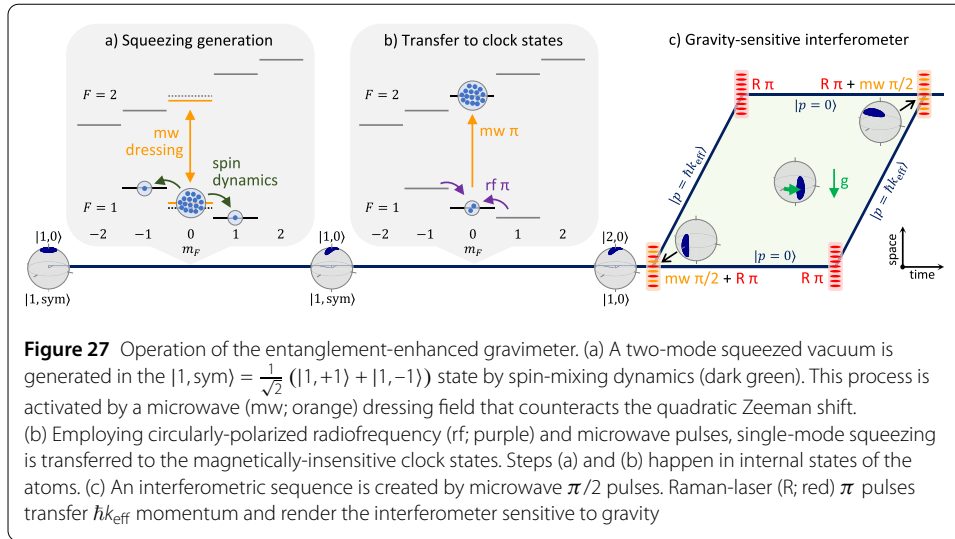 a) Squeezing generation
F = 2
mw
dressing
spin
dynamics
F = 1
−2 −1 0 1 2
m_F
b) Transfer to clock states
F = 2
mw π
rf π
F = 1
−2 −1 0 1 2
m_F
c) Gravity-sensitive interferometer
R π
R π + mw π/2
|p = 0⟩
|p = ℏk_eff⟩
g
|p = ℏk_eff⟩
|p = 0⟩
mw π/2 + R π
R π
space
time
|1,0⟩
|1, sym⟩
|1,0⟩
|1, sym⟩
|2,0⟩
|1,0⟩
Figure 27 Operation of the entanglement-enhanced gravimeter. (a) A two-mode squeezed vacuum is
generated in the |1, sym⟩ = 1/√2 (|1, +1⟩ + |1, −1⟩) state by spin-mixing dynamics (dark green). This process is
activated by a microwave (mw; orange) dressing field that counteracts the quadratic Zeeman shift.
(b) Employing circularly-polarized radiofrequency (rf; purple) and microwave pulses, single-mode squeezing
is transferred to the magnetically-insensitive clock states. Steps (a) and (b) happen in internal states of the
atoms. (c) An interferometric sequence is created by microwave π/2 pulses. Raman-laser (R; red) π pulses
transfer ℏk_eff momentum and render the interferometer sensitive to gravity